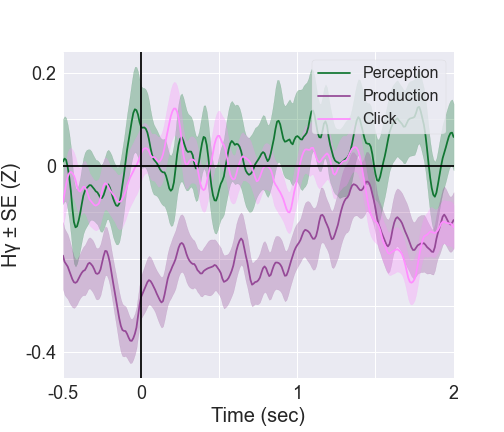 Perception
Production
Click
0.2
0
-0.4
Hγ ± SE (Z)
-0.5
0
1
2
Time (sec)